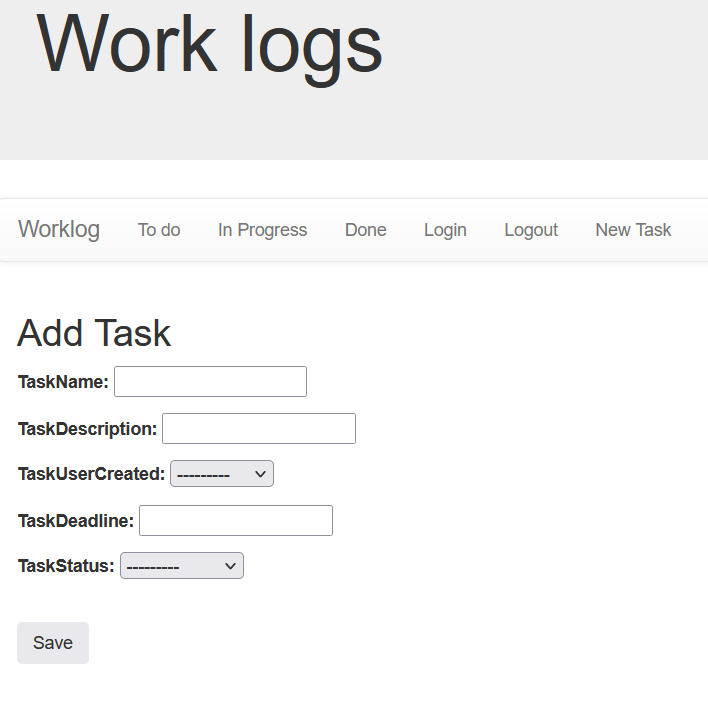 Work logs
Worklog To do In Progress Done Login Logout New Task
Add Task
TaskName:
TaskDescription:
TaskUserCreated: ---------
TaskDeadline:
TaskStatus: ---------
Save